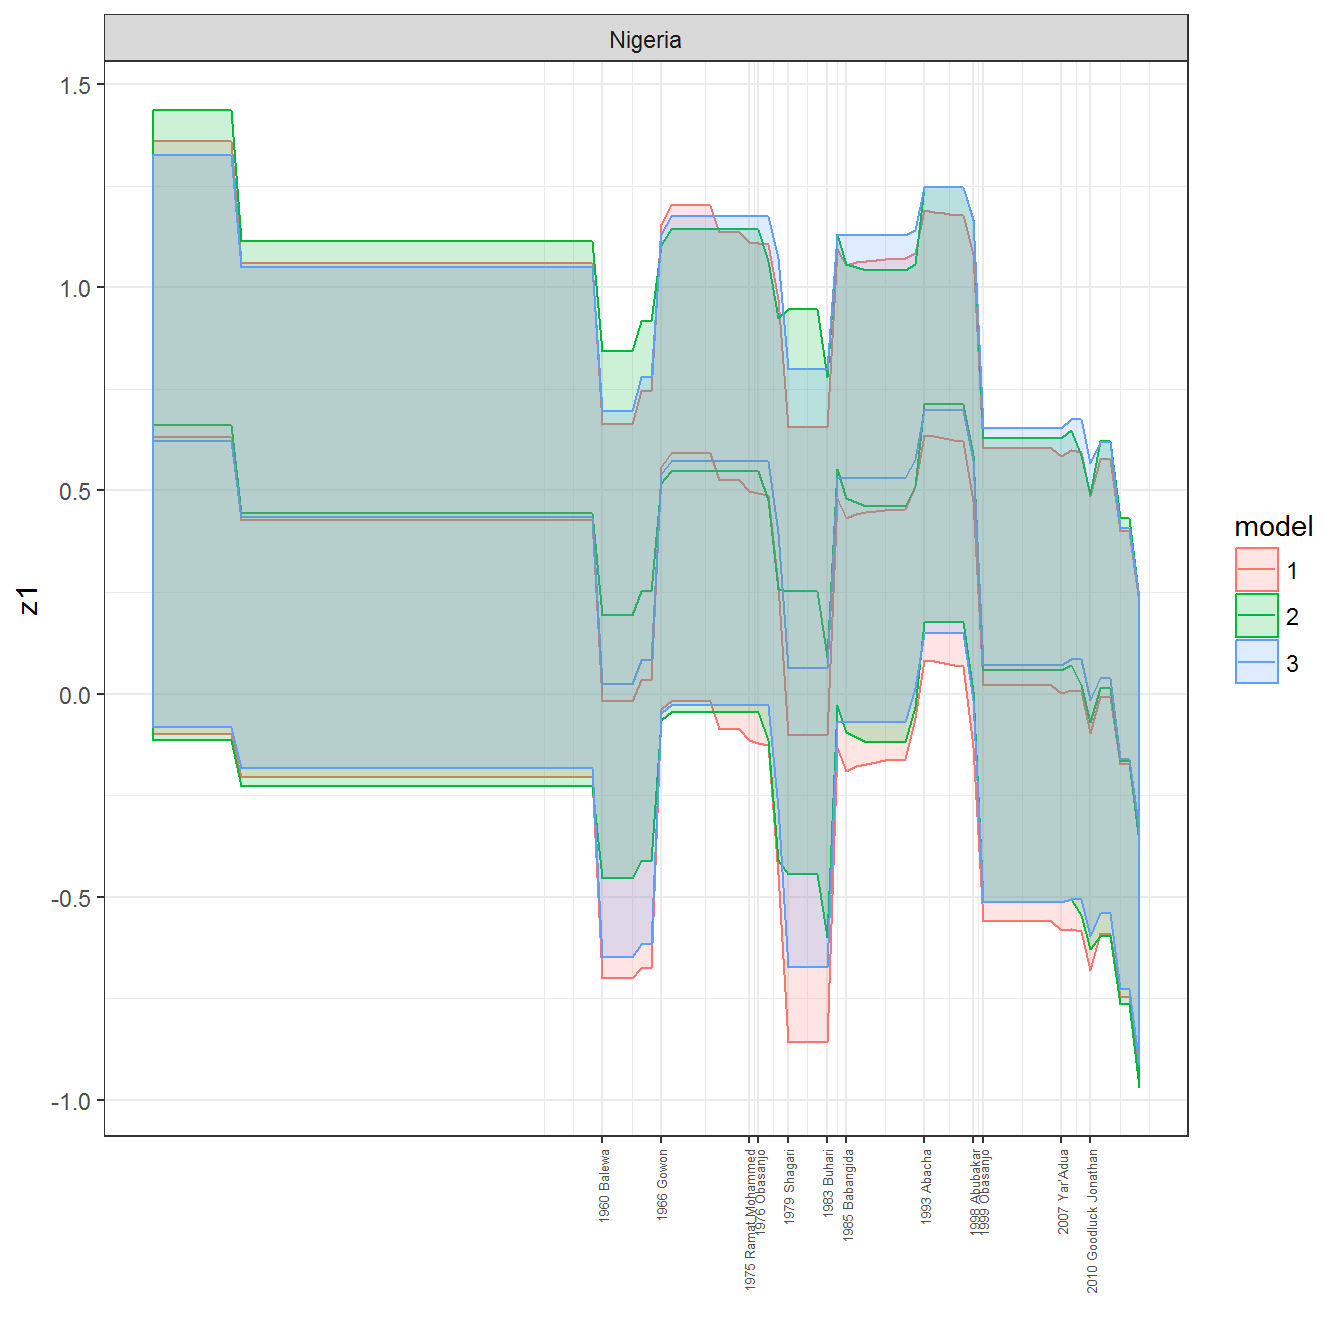 Nigeria
1.5
1.0
0.5
0.0
-0.5
-1.0
z1
1960 Balewa
1966 Gowon
1975 Ramat Mohammed
1976 Obasanjo
1979 Shagari
1983 Buhari
1985 Babangida
1993 Abacha
1998 Abubakar
1999 Obasanjo
2007 Yar'Adua
2010 Goodluck Jonathan
model
1
2
3